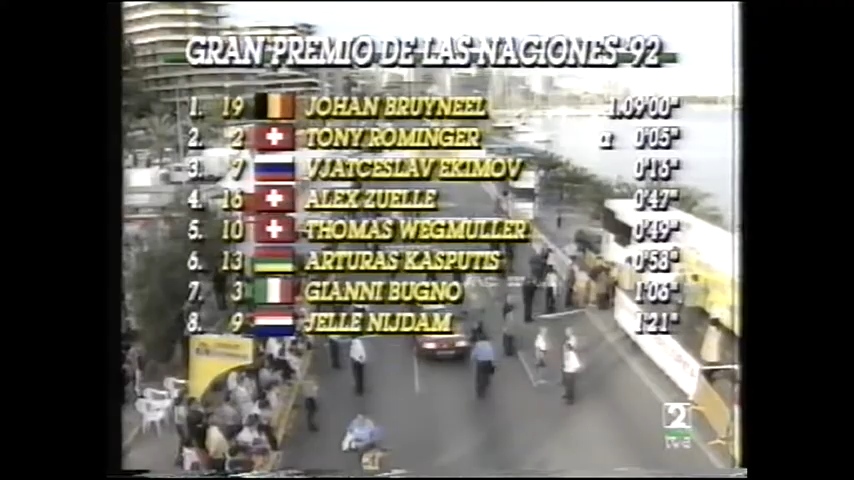 GRAN PREMIO DE LAS NACIONES '92
1. 19 JOHAN BRUYNEEL 1.09'00"
2. 2 TONY ROMINGER a 0'05"
3. 7 VJATCESLAV EKIMOV 0'16"
4. 16 ALEX ZUELLE 0'47"
5. 10 THOMAS WEGMULLER 0'49"
6. 13 ARTURAS KASPUTIS 0'58"
7. 3 GIANNI BUGNO 1'06"
8. 9 JELLE NIJDAM 1'21"
2
tve